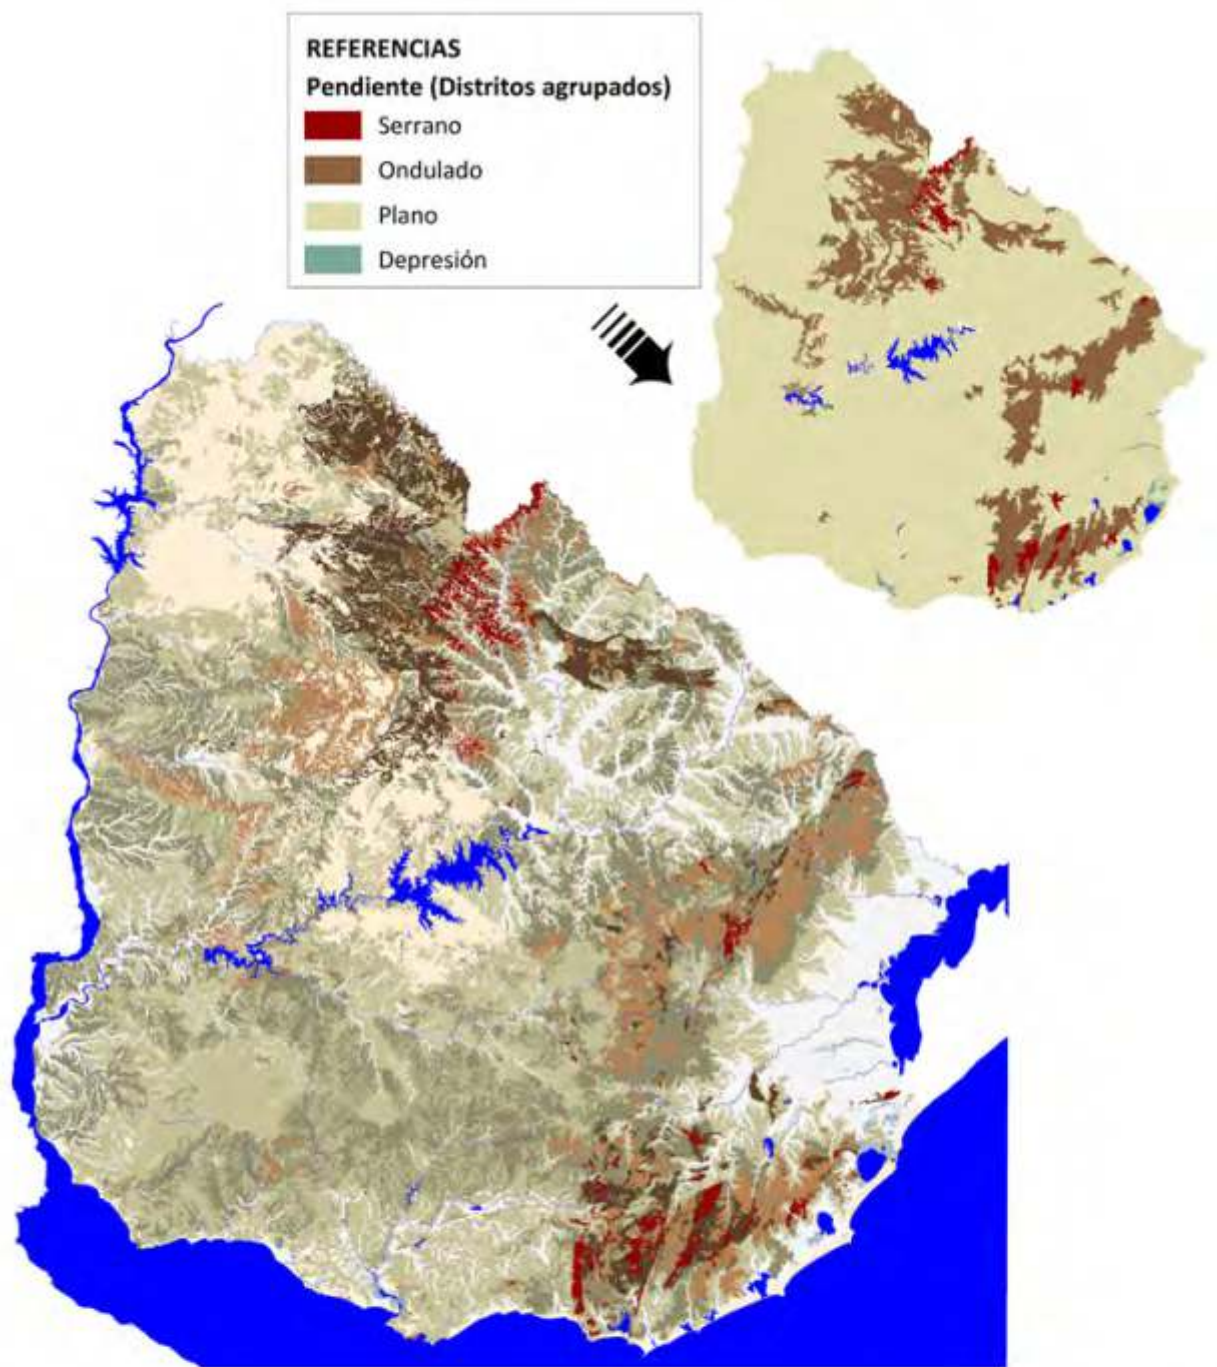 REFERENCIAS
Pendiente (Distritos agrupados)
Serrano
Ondulado
Plano
Depresión